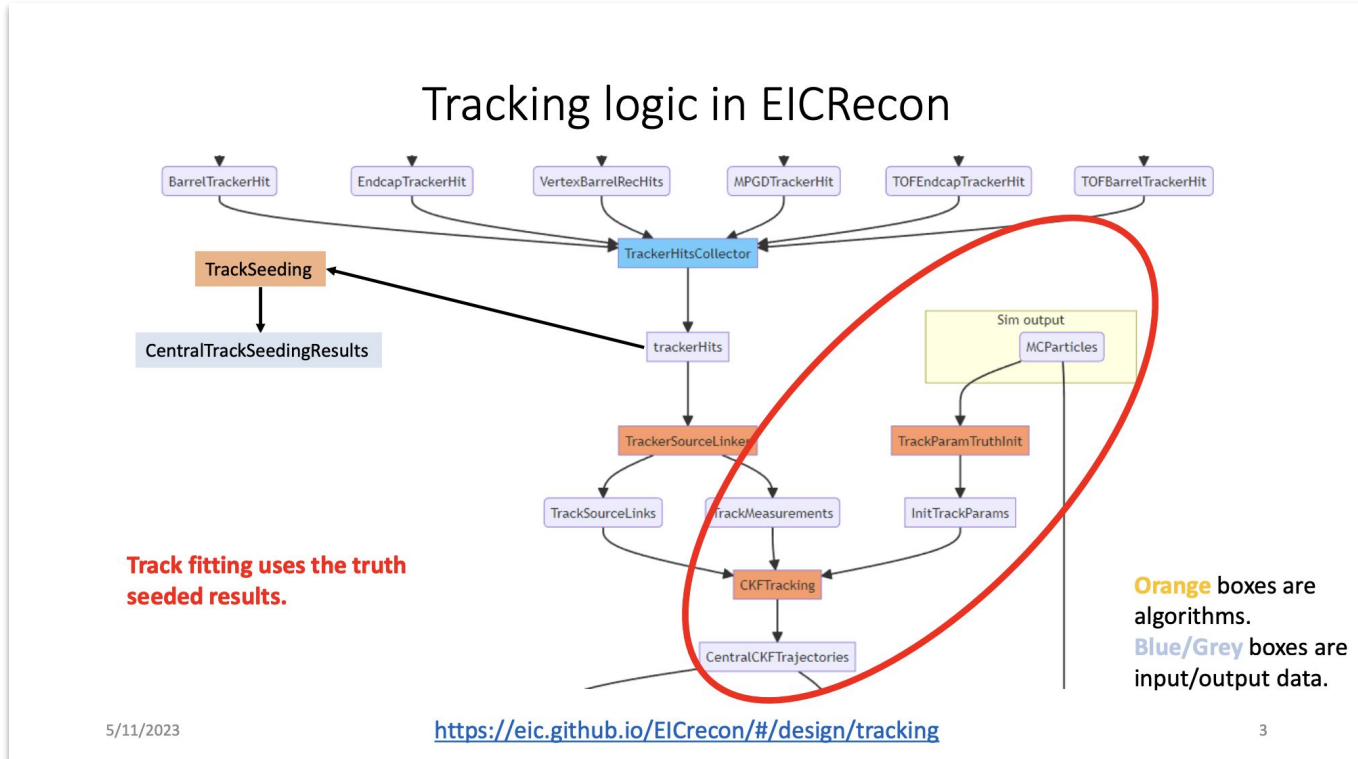 Tracking logic in EICRecon
BarrelTrackerHit
EndcapTrackerHit
VertexBarrelRecHits
MPGDTrackerHit
TOFEndcapTrackerHit
TOFBarrelTrackerHit
TrackerHitsCollector
TrackSeeding
CentralTrackSeedingResults
trackerHits
Sim output
MCParticles
TrackerSourceLinker
TrackParamTruthInit
TrackSourceLinks
TrackMeasurements
InitTrackParams
CKFTracking
CentralCKFTrajectories
Track fitting uses the truth
seeded results.
Orange boxes are
algorithms.
Blue/Grey boxes are
input/output data.
5/11/2023
https://eic.github.io/EICrecon/#/design/tracking
3